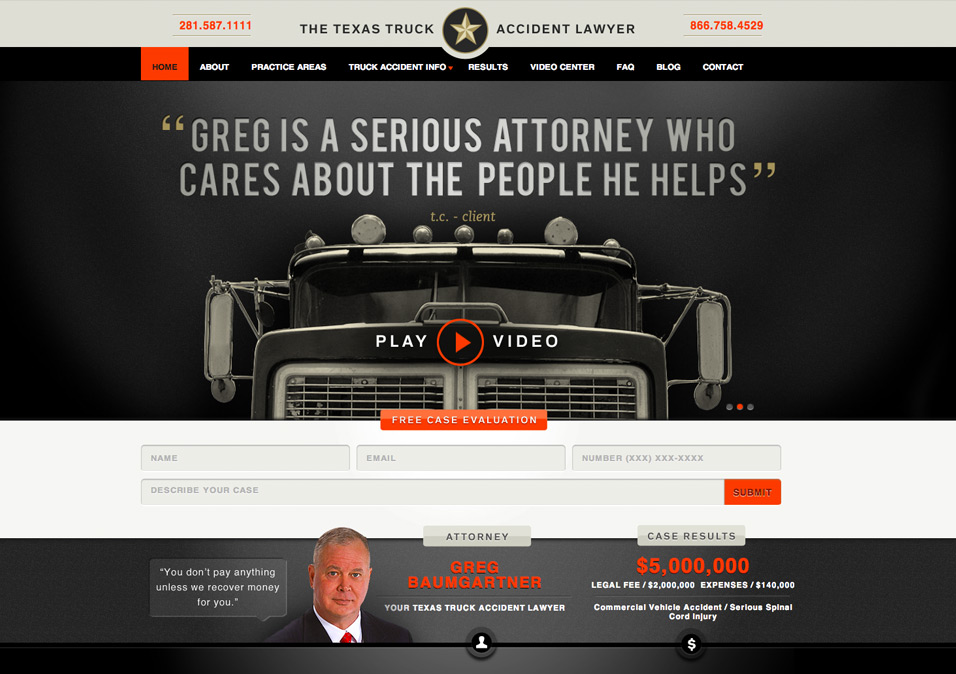 281.587.1111
THE TEXAS TRUCK ACCIDENT LAWYER
866.758.4529
HOME ABOUT PRACTICE AREAS TRUCK ACCIDENT INFO RESULTS VIDEO CENTER FAQ BLOG CONTACT
“GREG IS A SERIOUS ATTORNEY WHO
CARES ABOUT THE PEOPLE HE HELPS”
t.c. - client
PLAY VIDEO
FREE CASE EVALUATION
NAME EMAIL NUMBER (XXX) XXX-XXXX
DESCRIBE YOUR CASE SUBMIT
“You don’t pay anything
unless we recover money
for you.”
ATTORNEY
GREG
BAUMGARTNER
YOUR TEXAS TRUCK ACCIDENT LAWYER
CASE RESULTS
$5,000,000
LEGAL FEE / $2,000,000 EXPENSES / $140,000
Commercial Vehicle Accident / Serious Spinal
Cord Injury
$